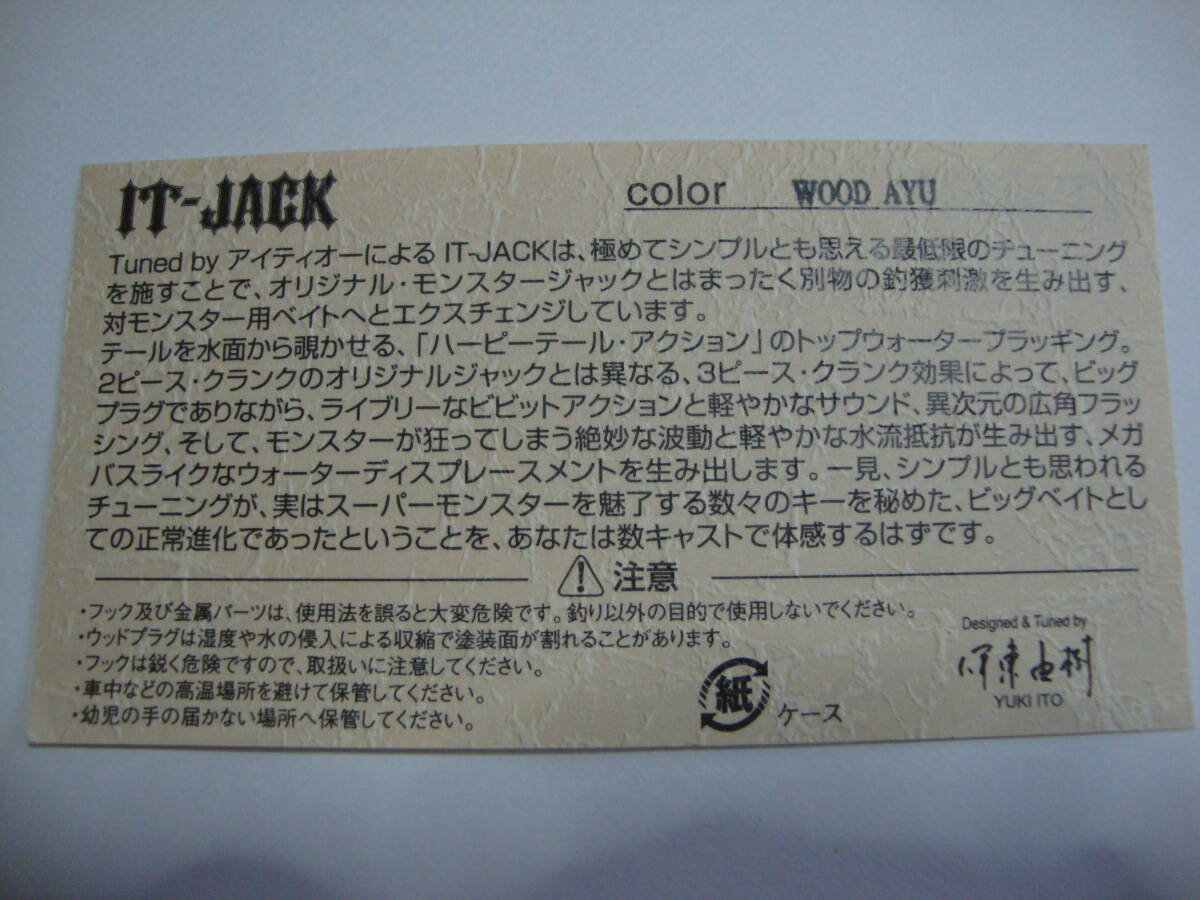 IT-JACK
color WOOD AYU
Tuned by アイティオーによる IT-JACKは、極めてシンプルとも思える最低限のチューニング
を施すことで、オリジナル・モンスタージャックとはまったく別物の釣獲刺激を生み出す、
対モンスター用ベイトへとエクスチェンジしています。
テールを水面から覗かせる、「ハーピーテール・アクション」のトップウォータープラッギング。
2ピース・クランクのオリジナルジャックとは異なる、3ピース・クランク効果によって、ビッグ
プラグでありながら、ライブリーなビビットアクションと軽やかなサウンド、異次元の広角フラッ
シング、そして、モンスターが狂ってしまう絶妙な波動と軽やかな水流抵抗が生み出す、メガ
バスライクなウォーターディスプレースメントを生み出します。一見、シンプルとも思われる
チューニングが、実はスーパーモンスターを魅了する数々のキーを秘めた、ビッグベイトとし
ての正常進化であったということを、あなたは数キャストで体感するはずです。
注意
・フック及び金属パーツは、使用法を誤ると大変危険です。釣り以外の目的で使用しないでください。
・ウッドプラグは湿度や水の侵入による収縮で塗装面が割れることがあります。
・フックは鋭く危険ですので、取扱いに注意してください。
・車中などの高温場所を避けて保管してください。
・幼児の手の届かない場所へ保管してください。
紙 ケース
Designed & Tuned by
伊東由樹
YUKI ITO